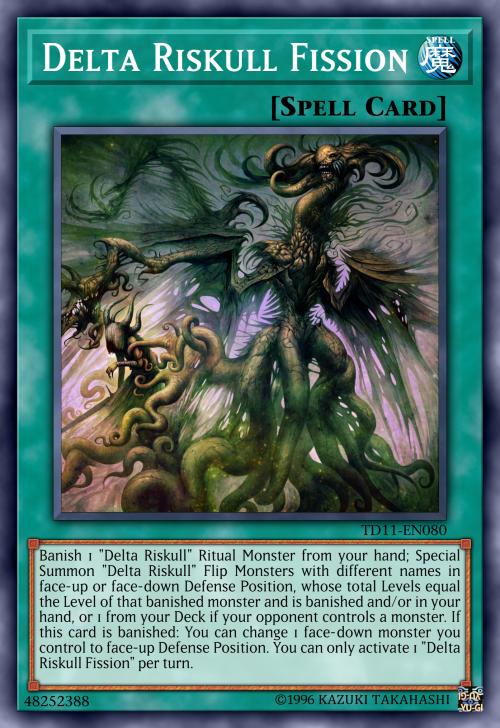 DELTA RISKULL FISSION
SPELL
魔
[SPELL CARD]
TD11-EN080
Banish 1 "Delta Riskull" Ritual Monster from your hand; Special
Summon "Delta Riskull" Flip Monsters with different names in
face-up or face-down Defense Position, whose total Levels equal
the Level of that banished monster and is banished and/or in your
hand, or 1 from your Deck if your opponent controls a monster. If
this card is banished: You can change 1 face-down monster you
control to face-up Defense Position. You can only activate 1 "Delta
Riskull Fission" per turn.
48252388
©1996 KAZUKI TAKAHASHI